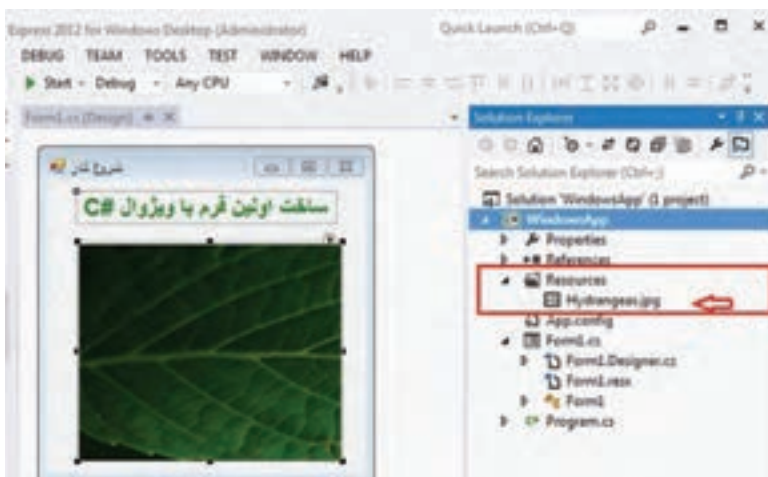 Express 2012 for Windows Desktop (Administrator)
Quick Launch (Ctrl+Q)
DEBUG TEAM TOOLS TEST WINDOW HELP
Start - Debug - Any CPU
Form1.cs [Design]
شروع
ساخت اولین فرم با ویژوال C#
Solution Explorer
Search Solution Explorer (Ctrl+;)
Solution 'WindowsApp' (1 project)
WindowsApp
Properties
References
Resources
Hydrangeas.jpg
App.config
Form1.cs
Form1.Designer.cs
Form1.resx
Form1
C# Program.cs